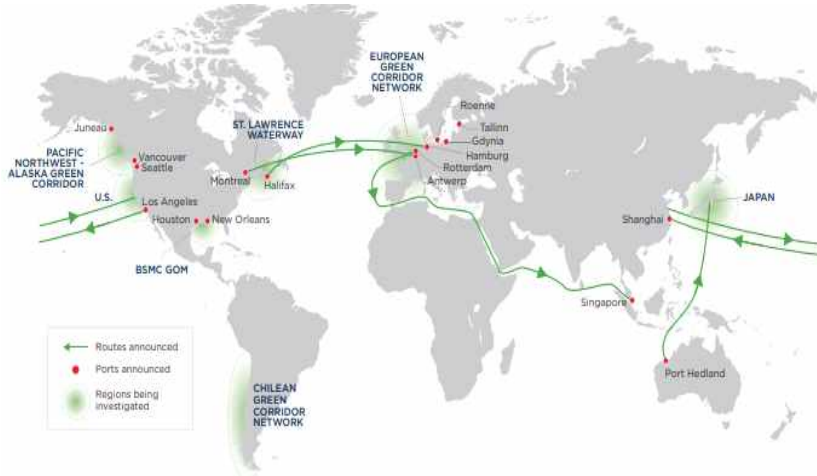 EUROPEAN
GREEN
CORRIDOR
NETWORK
Roenne
Juneau
ST. LAWRENCE
WATERWAY
Tallinn
Gdynia
PACIFIC
NORTHWEST -
ALASKA GREEN
CORRIDOR
Vancouver
Seattle
Hamburg
Rotterdam
Montreal
Halifax
Antwerp
U.S.
Los Angeles
JAPAN
Houston
New Orleans
Shanghai
BSMC GOM
Singapore
Routes announced
Ports announced
Regions being
investigated
Port Hedland
CHILEAN
GREEN
CORRIDOR
NETWORK